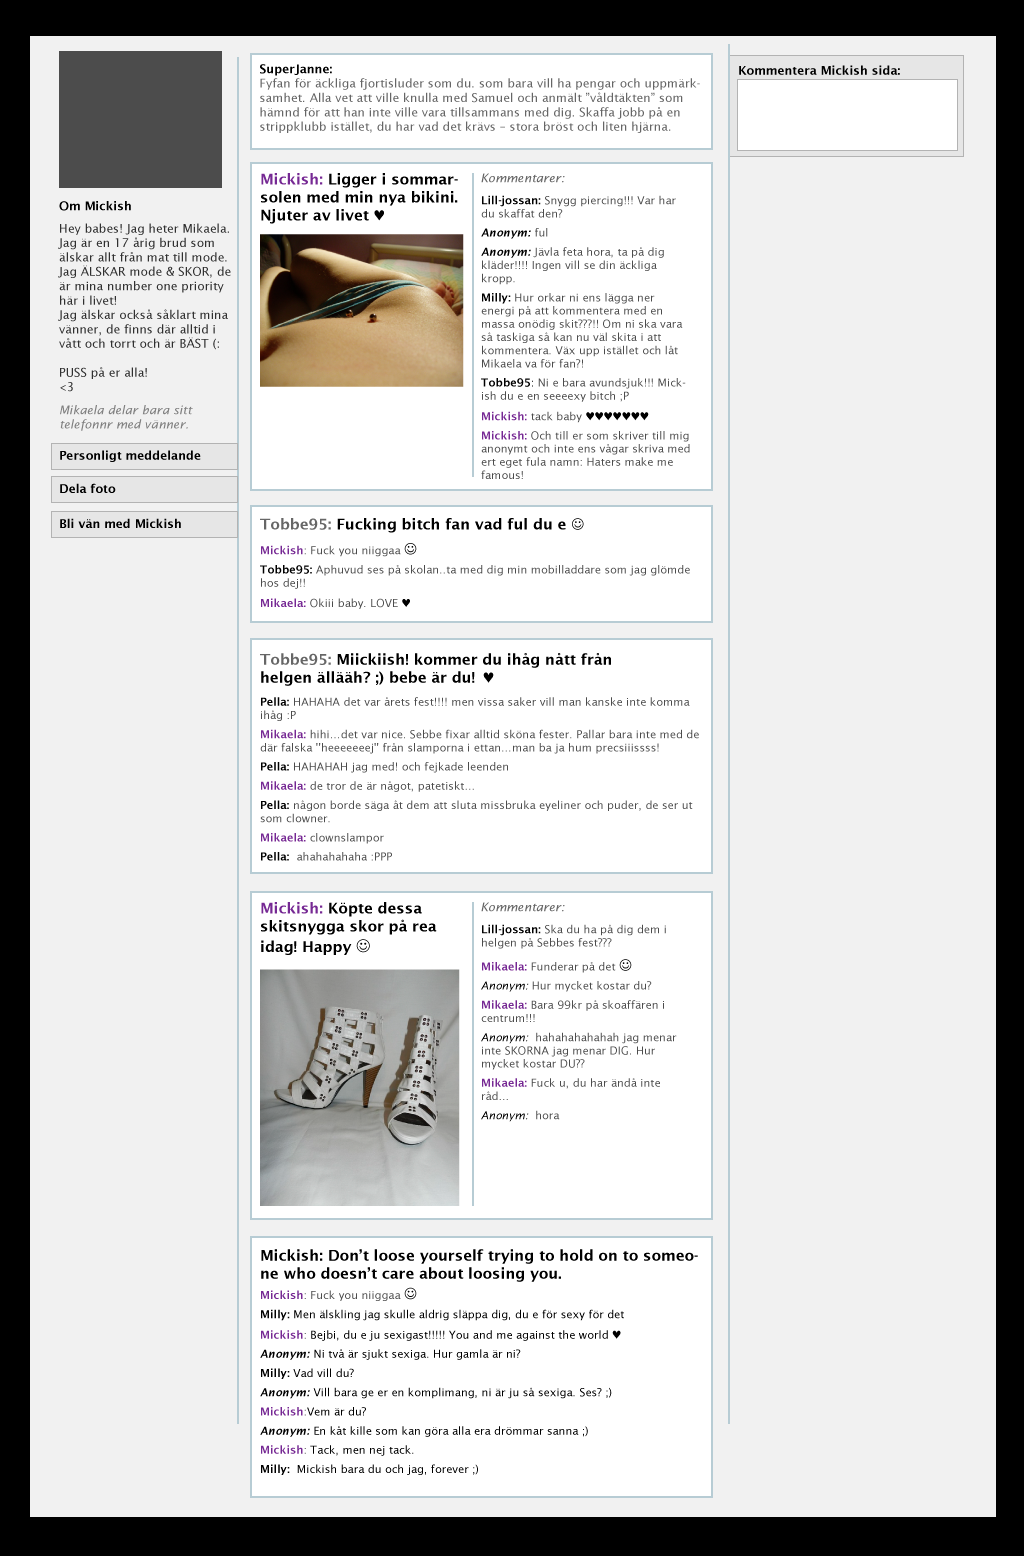 Om Mickish
Hey babes! Jag heter Mikaela.
Jag är en 17 årig brud som
älskar allt från mat till mode.
Jag ÄLSKAR mode & SKOR, de
är mina number one priority
här i livet!
Jag älskar också såklart mina
vänner, de finns där alltid i
vått och torrt och är BÄST (:
PUSS på er alla!
<3
Mikaela delar bara sitt
telefonnr med vänner.
Personligt meddelande
Dela foto
Bli vän med Mickish
SuperJanne:
Fyfan för äckliga fjortisluder som du. som bara vill ha pengar och uppmärk-
samhet. Alla vet att ville knulla med Samuel och anmält ”våldtäkten” som
hämnd för att han inte ville vara tillsammans med dig. Skaffa jobb på en
strippklubb istället, du har vad det krävs – stora bröst och liten hjärna.
Mickish: Ligger i sommar-
solen med min nya bikini.
Njuter av livet ♥
Kommentarer:
Lill-jossan: Snygg piercing!!! Var har
du skaffat den?
Anonym: ful
Anonym: Jävla feta hora, ta på dig
kläder!!!! Ingen vill se din äckliga
kropp.
Milly: Hur orkar ni ens lägga ner
energi på att kommentera med en
massa onödig skit???!! Om ni ska vara
så taskiga så kan nu väl skita i att
kommentera. Väx upp istället och låt
Mikaela va för fan?!
Tobbe95: Ni e bara avundsjuk!!! Mick-
ish du e en seeeexy bitch ;P
Mickish: tack baby ♥♥♥♥♥♥♥
Mickish: Och till er som skriver till mig
anonymt och inte ens vågar skriva med
ert eget fula namn: Haters make me
famous!
Tobbe95: Fucking bitch fan vad ful du e ☺
Mickish: Fuck you niiggaa ☺
Tobbe95: Aphuvud ses på skolan..ta med dig min mobilladdare som jag glömde
hos dej!!
Mikaela: Okiii baby. LOVE ♥
Tobbe95: Miickiish! kommer du ihåg nått från
helgen ällääh? ;) bebe är du! ♥
Pella: HAHAHA det var årets fest!!!! men vissa saker vill man kanske inte komma
ihåg :P
Mikaela: hihi...det var nice. Sebbe fixar alltid sköna fester. Pallar bara inte med de
där falska "heeeeeeej" från slamporna i ettan...man ba ja hum precsiiissss!
Pella: HAHAHAH jag med! och fejkade leenden
Mikaela: de tror de är något, patetiskt...
Pella: någon borde säga åt dem att sluta missbruka eyeliner och puder, de ser ut
som clowner.
Mikaela: clownslampor
Pella: ahahahahaha :PPP
Mickish: Köpte dessa
skitsnygga skor på rea
idag! Happy ☺
Kommentarer:
Lill-jossan: Ska du ha på dig dem i
helgen på Sebbes fest???
Mikaela: Funderar på det ☺
Anonym: Hur mycket kostar du?
Mikaela: Bara 99kr på skoaffären i
centrum!!!
Anonym: hahahahahahah jag menar
inte SKORNA jag menar DIG. Hur
mycket kostar DU??
Mikaela: Fuck u, du har ändå inte
råd...
Anonym: hora
Mickish: Don’t loose yourself trying to hold on to someo-
ne who doesn’t care about loosing you.
Mickish: Fuck you niiggaa ☺
Milly: Men älskling jag skulle aldrig släppa dig, du e för sexy för det
Mickish: Bejbi, du e ju sexigast!!!!! You and me against the world ♥
Anonym: Ni två är sjukt sexiga. Hur gamla är ni?
Milly: Vad vill du?
Anonym: Vill bara ge er en komplimang, ni är ju så sexiga. Ses? ;)
Mickish:Vem är du?
Anonym: En kåt kille som kan göra alla era drömmar sanna ;)
Mickish: Tack, men nej tack.
Milly: Mickish bara du och jag, forever ;)
Kommentera Mickish sida: